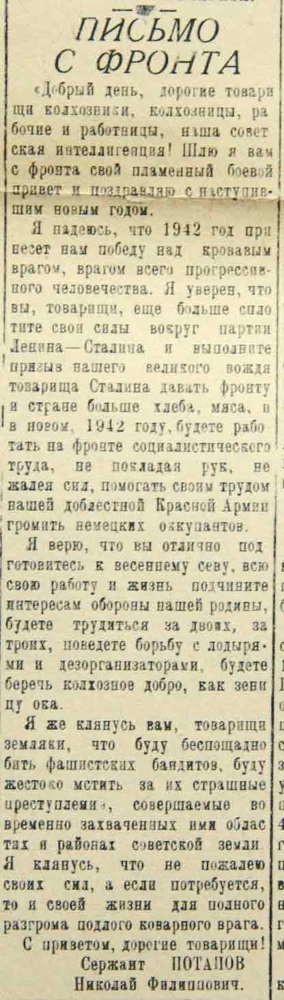 ПИСЬМО
С ФРОНТА
«Добрый день, дорогие товари
щи колхозники, колхозницы, ра
бочие и работницы, наша совет
ская интеллигенция! Шлю я вам
с фронта свой пламенный боевой
привет и поздравляю с наступив-
шим новым годом.
Я надеюсь, что 1942 год при
несет нам победу над кровавым
врагом, врагом всего прогрессив-
ного человечества. Я уверен, что
вы, товарищи, еще больше спло
тите свои силы вокруг партии
Ленина—Сталина и выполните
призыв нашего великого вождя
товарища Сталина давать фронту
и стране больше хлеба, мяса, и
в новом, 1942 году, будете рабо
тать на фронте социалистического
труда, не покладая рук, не
жалея сил, помогать своим трудом
нашей доблестной Красной Армии
громить немецких оккупантов.
Я верю, что вы отлично под
готовитесь к весеннему севу, всю
свою работу и жизнь подчините
интересам обороны нашей родины,
будете трудиться за двоих, за
троих, поведете борьбу с лодыря-
ми и дезорганизаторами, будете
беречь колхозное добро, как зени
цу ока.
Я же клянусь вам, товарищи
земляки, что буду беспощадно
бить фашистских бандитов, буду
жестоко мстить за их страшные
преступления, совершаемые во
временно захваченных ими облас
тях и районах советской земли
Я клянусь, что не пожалею
своих сил, а если потребуется,
то и своей жизни для полного
разгрома подлого коварного врага.
С приветом, дорогие товарищи!
Сержант ПОТАПОВ
Николай Филиппович.